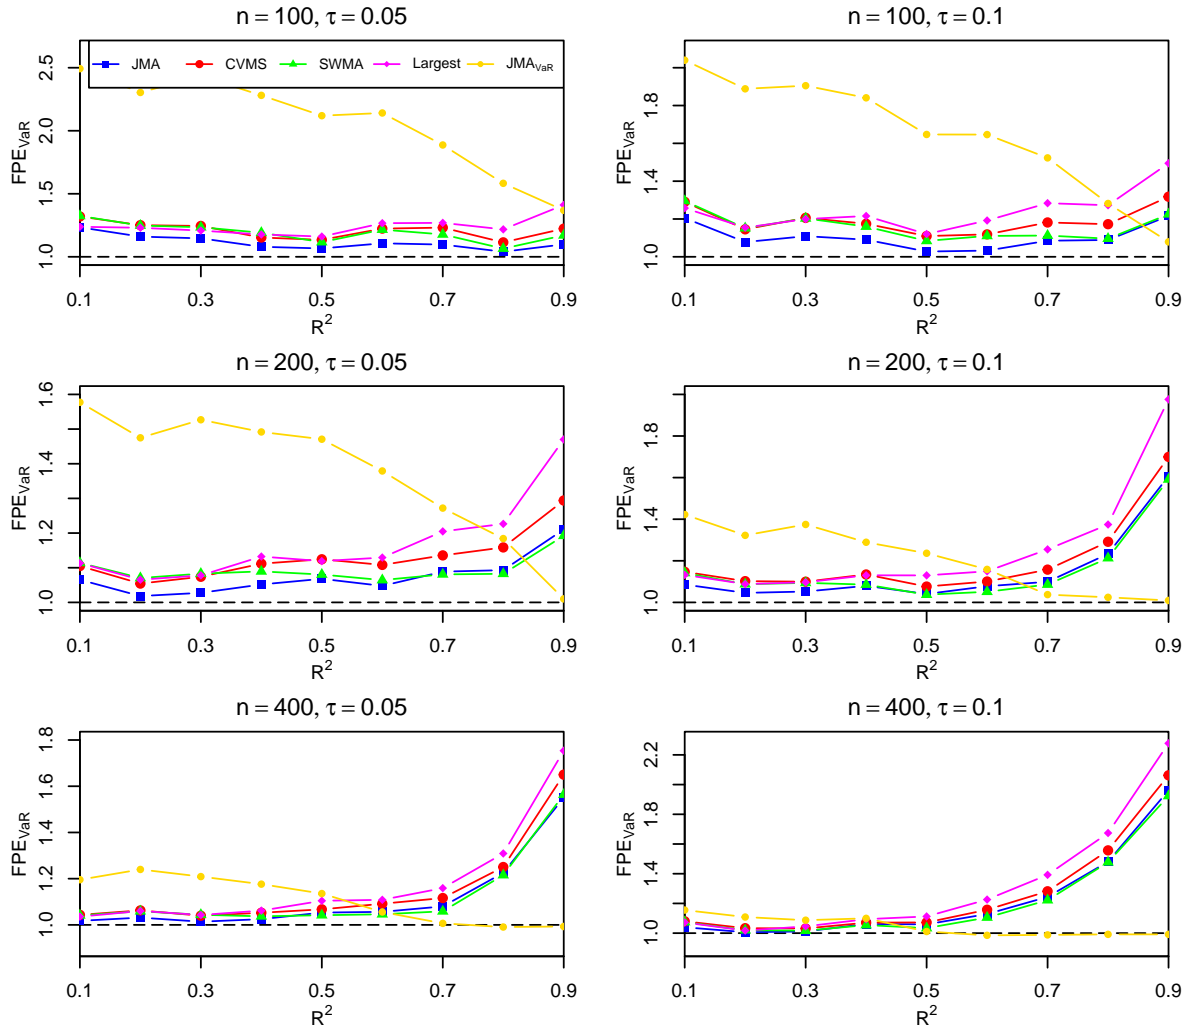 n = 100, τ = 0.05
JMA CVMS SWMA Largest JMA_VaR
FPE_VaR
1.0 1.5 2.0 2.5
0.1 0.3 0.5 0.7 0.9
R²
n = 100, τ = 0.1
FPE_VaR
1.0 1.4 1.8
0.1 0.3 0.5 0.7 0.9
R²
n = 200, τ = 0.05
FPE_VaR
1.0 1.2 1.4 1.6
0.1 0.3 0.5 0.7 0.9
R²
n = 200, τ = 0.1
FPE_VaR
1.0 1.4 1.8
0.1 0.3 0.5 0.7 0.9
R²
n = 400, τ = 0.05
FPE_VaR
1.0 1.2 1.4 1.6 1.8
0.1 0.3 0.5 0.7 0.9
R²
n = 400, τ = 0.1
FPE_VaR
1.0 1.4 1.8 2.2
0.1 0.3 0.5 0.7 0.9
R²